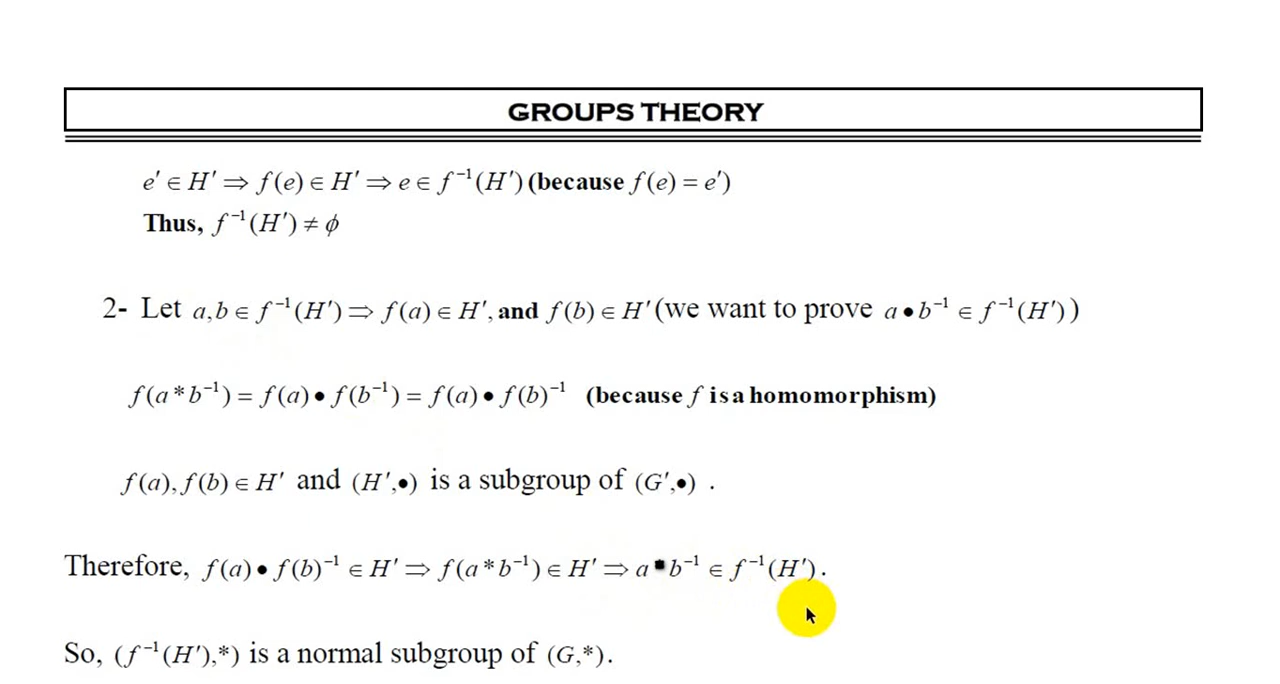 GROUPS THEORY
e' ∈ H' ⇒ f(e) ∈ H' ⇒ e ∈ f⁻¹(H') (because f(e) = e')
Thus, f⁻¹(H') ≠ ϕ
2- Let a,b ∈ f⁻¹(H') ⇒ f(a) ∈ H', and f(b) ∈ H' (we want to prove a • b⁻¹ ∈ f⁻¹(H'))
f(a * b⁻¹) = f(a) • f(b⁻¹) = f(a) • f(b)⁻¹ (because f is a homomorphism)
f(a), f(b) ∈ H' and (H',•) is a subgroup of (G',•) .
Therefore, f(a) • f(b)⁻¹ ∈ H' ⇒ f(a * b⁻¹) ∈ H' ⇒ a • b⁻¹ ∈ f⁻¹(H').
So, (f⁻¹(H'),*) is a normal subgroup of (G,*).